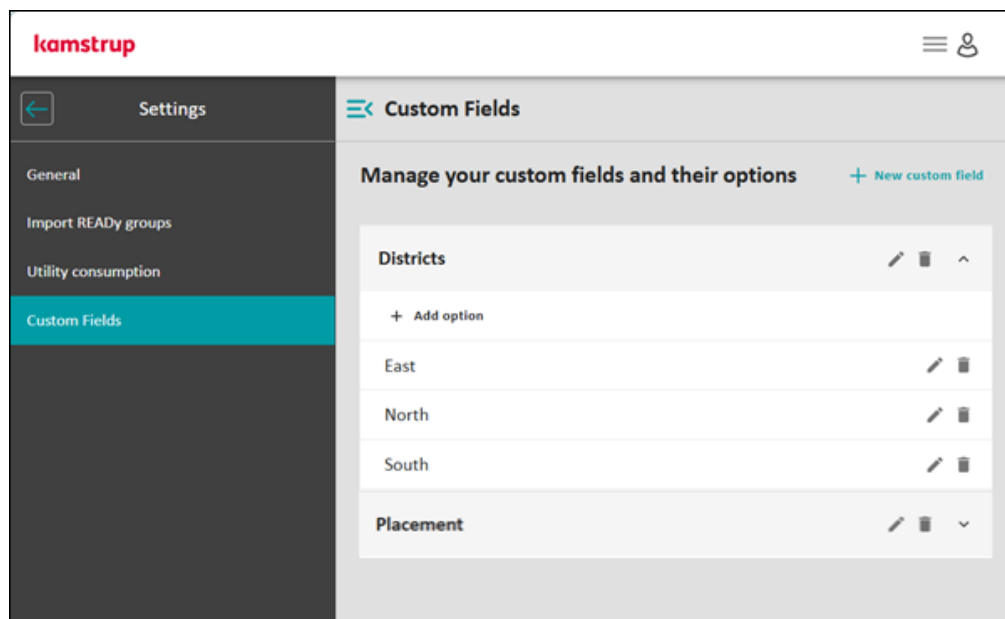 kamstrup
Settings
Custom Fields
General
Import READy groups
Utility consumption
Custom Fields
Manage your custom fields and their options
+ New custom field
Districts
+ Add option
East
North
South
Placement